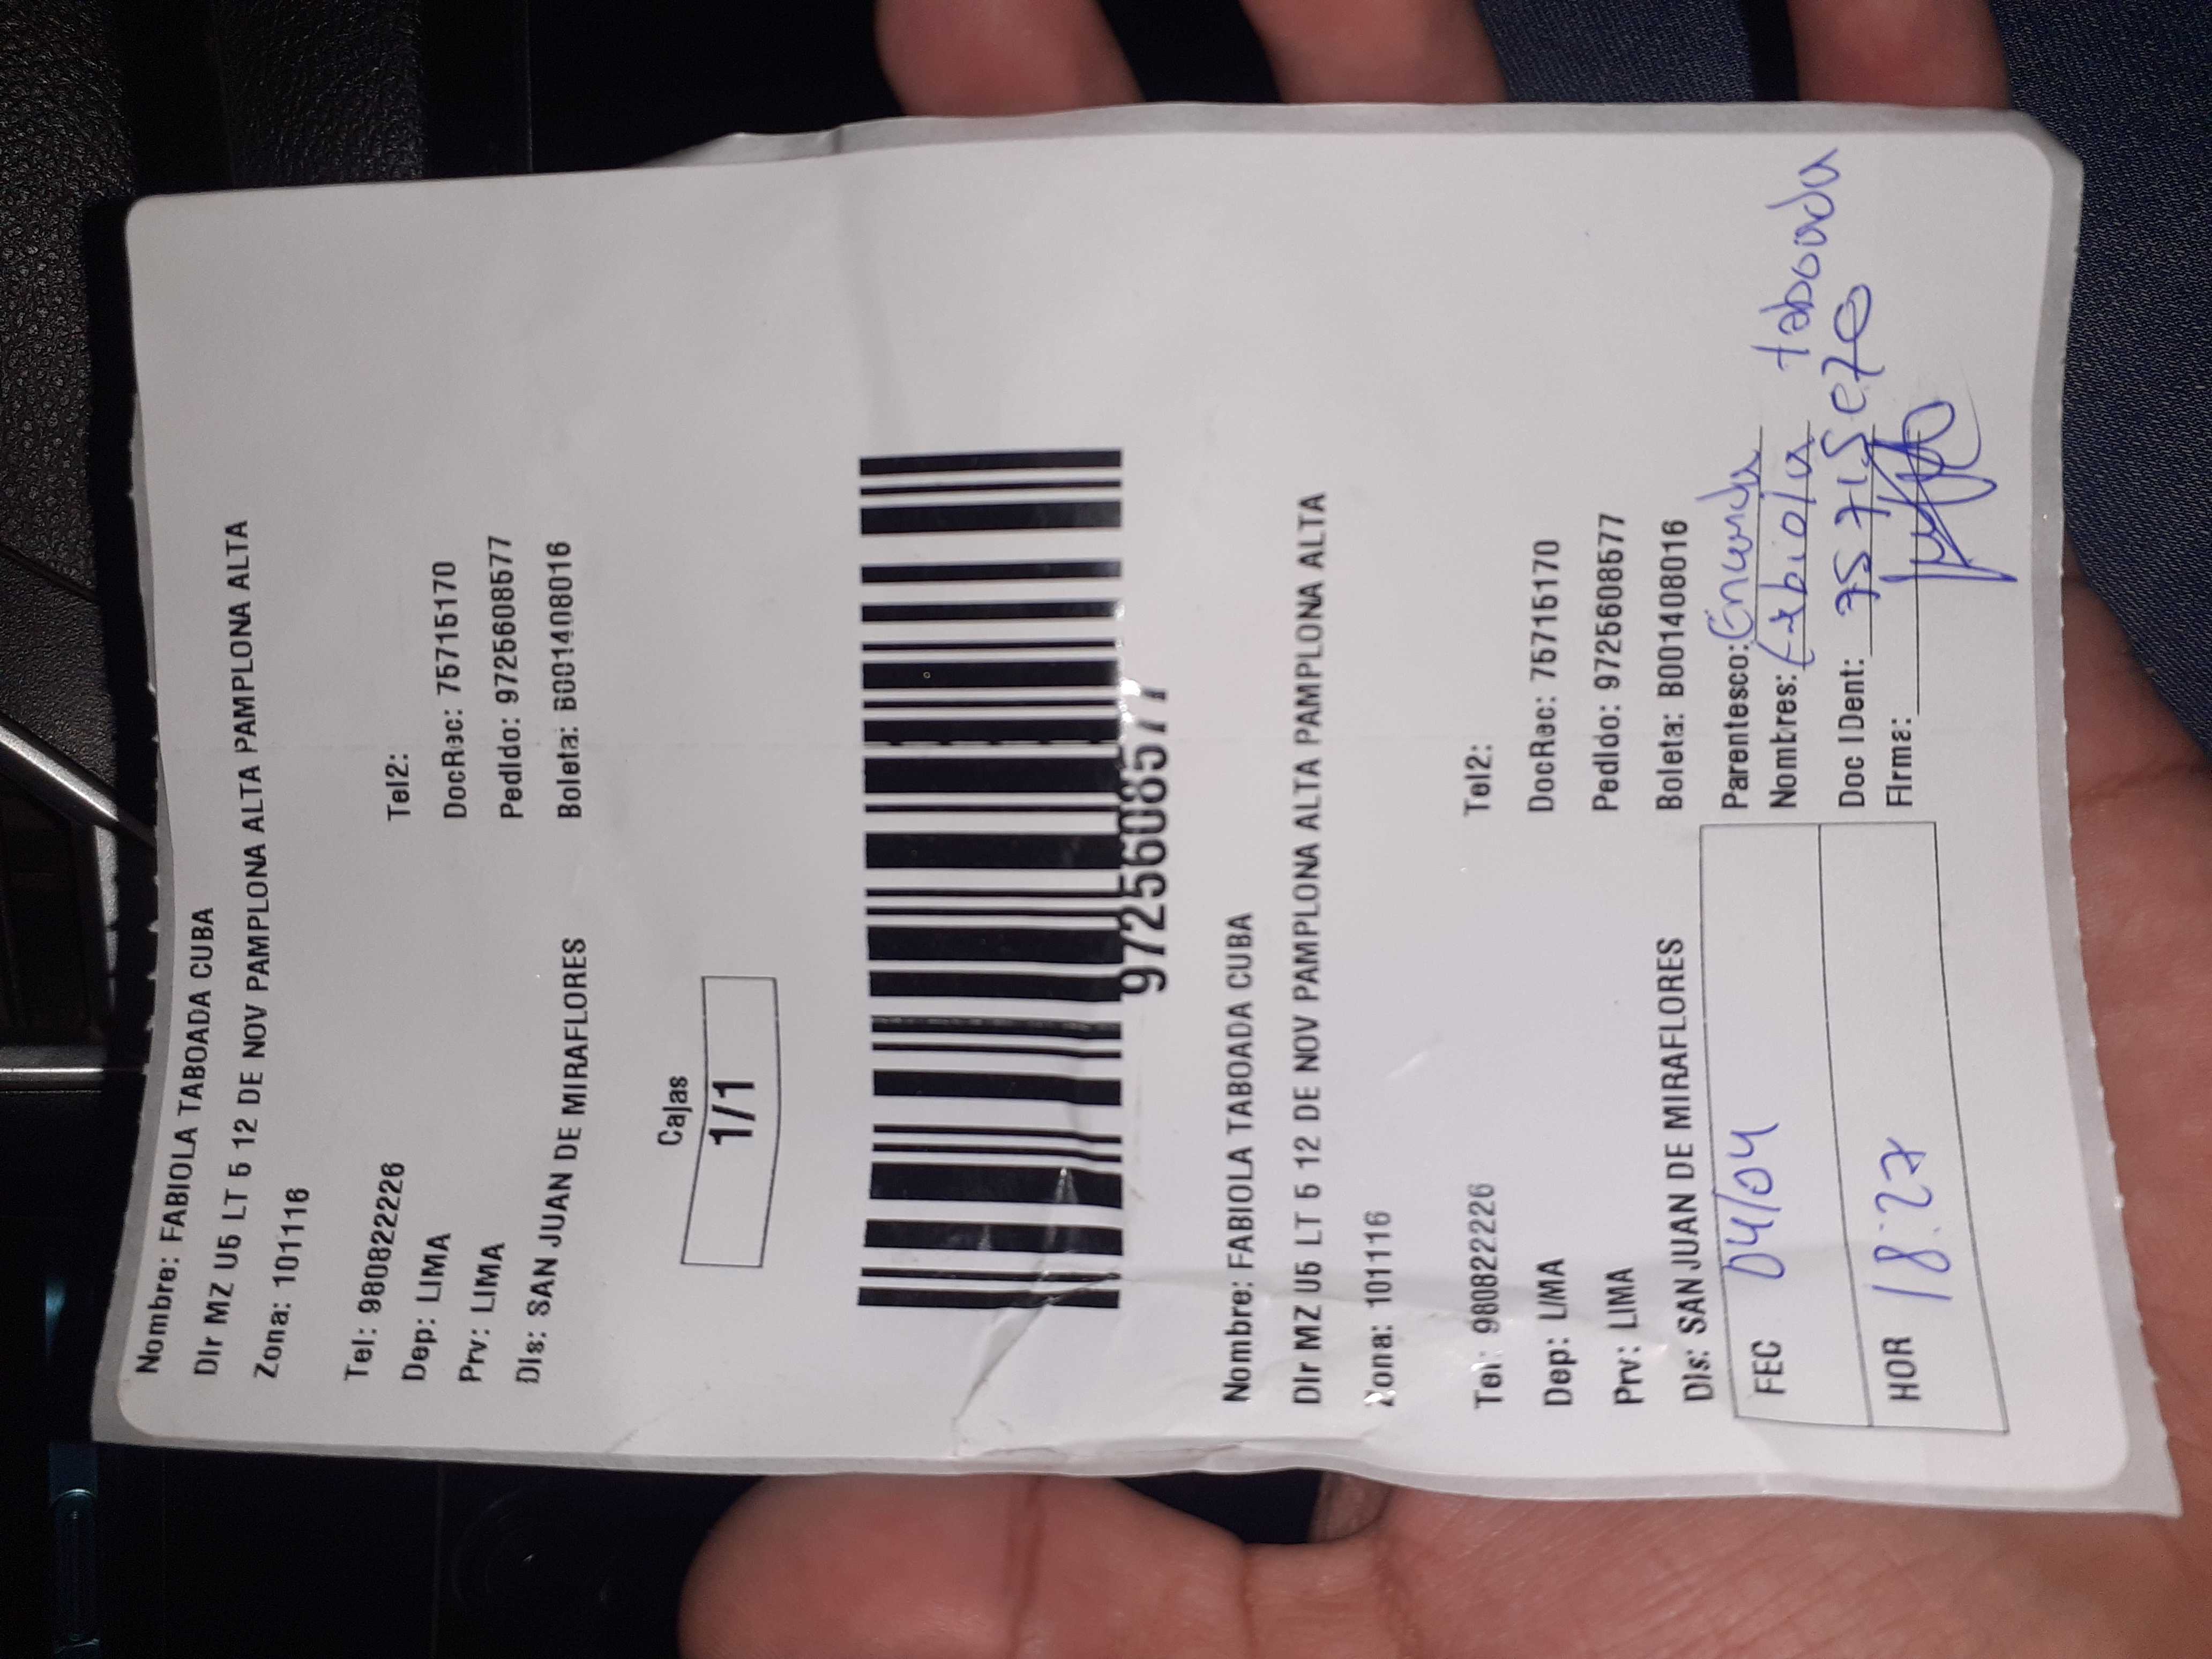 Nombre: FABIOLA TABOADA CUBA
Dir MZ U5 LT 5 12 DE NOV PAMPLONA ALTA PAMPLONA ALTA
Zona: 101116
Tel: 980822226 Tel2:
Dep: LIMA DocRec: 75715170
Prv: LIMA Pedido: 97256608577
Dis: SAN JUAN DE MIRAFLORES Boleta: B001408016
Cajas
1/1
97256608577
Nombre: FABIOLA TABOADA CUBA
Dir MZ U5 LT 5 12 DE NOV PAMPLONA ALTA PAMPLONA ALTA
Zona: 101116
Tel: 980822226 Tel2:
Dep: LIMA DocRec: 75715170
Prv: LIMA Pedido: 97256608577
Dis: SAN JUAN DE MIRAFLORES Boleta: B001408016
FEC 04/04 Parentesco:
Nombres: Fabiola taboada
HOR 18:27 Doc IDent:
Firma: